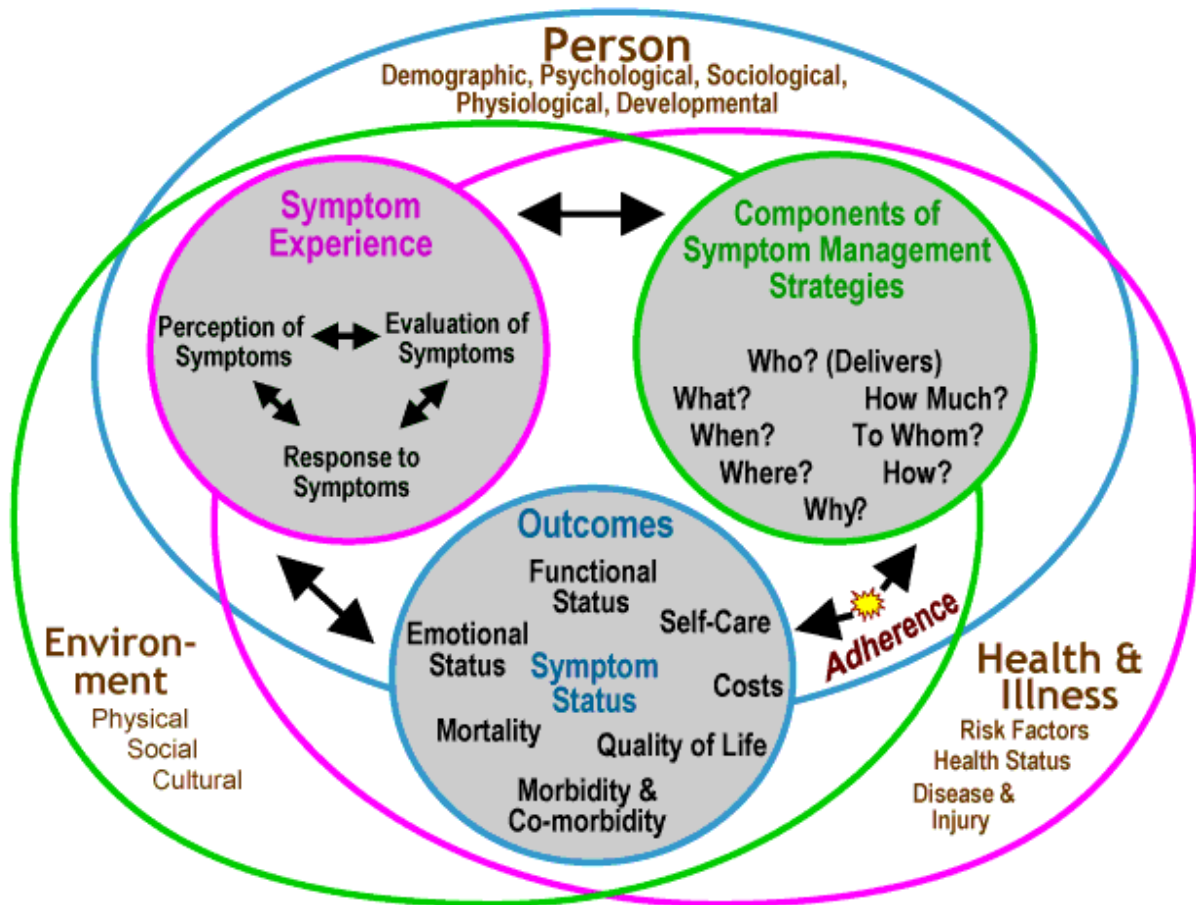 Person
Demographic, Psychological, Sociological,
Physiological, Developmental
Symptom
Experience
Perception of
Symptoms
Evaluation of
Symptoms
Response to
Symptoms
Components of
Symptom Management
Strategies
Who? (Delivers)
What?
How Much?
When?
To Whom?
Where?
How?
Why?
Outcomes
Functional
Status
Self-Care
Emotional
Status
Symptom
Status
Costs
Mortality
Quality of Life
Morbidity &
Co-morbidity
Adherence
Environ-
ment
Physical
Social
Cultural
Health &
Illness
Risk Factors
Health Status
Disease &
Injury